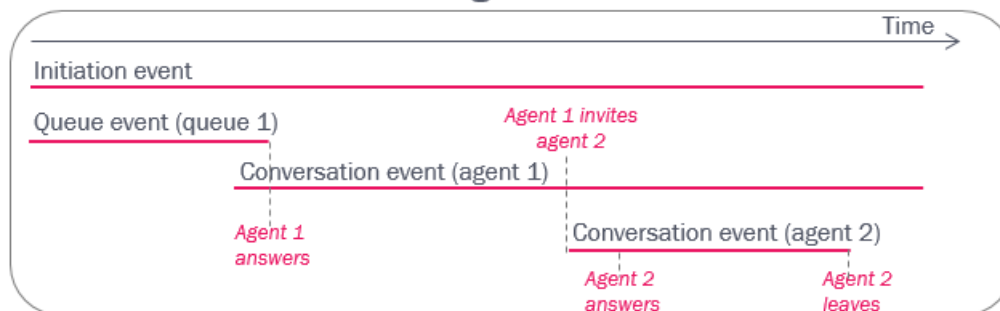 Time
Initiation event
Queue event (queue 1)
Agent 1 invites
agent 2
Conversation event (agent 1)
Agent 1
answers
Conversation event (agent 2)
Agent 2
answers
Agent 2
leaves